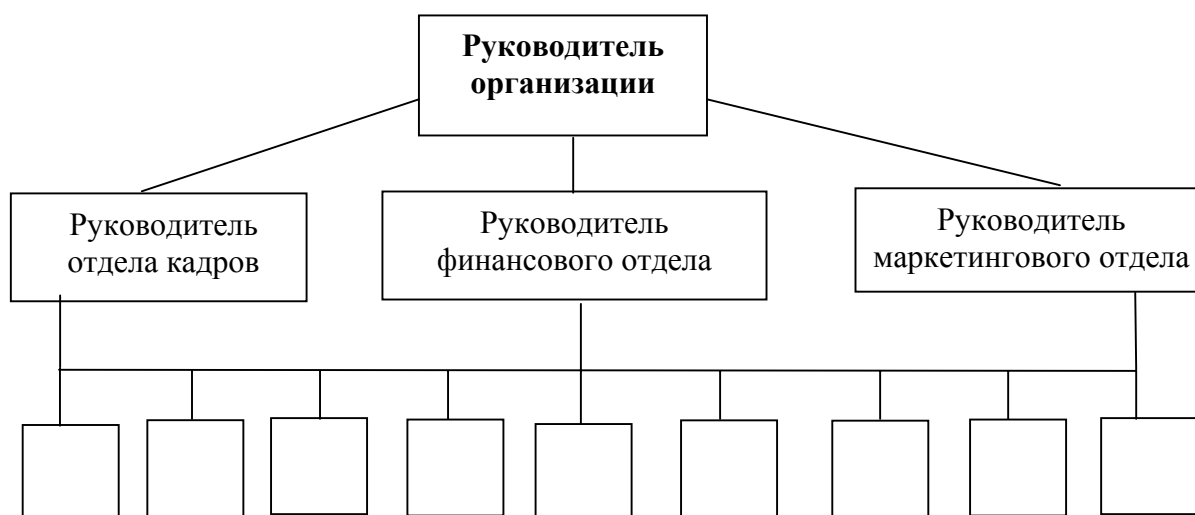 Руководитель
организации
Руководитель
отдела кадров
Руководитель
финансового отдела
Руководитель
маркетингового отдела